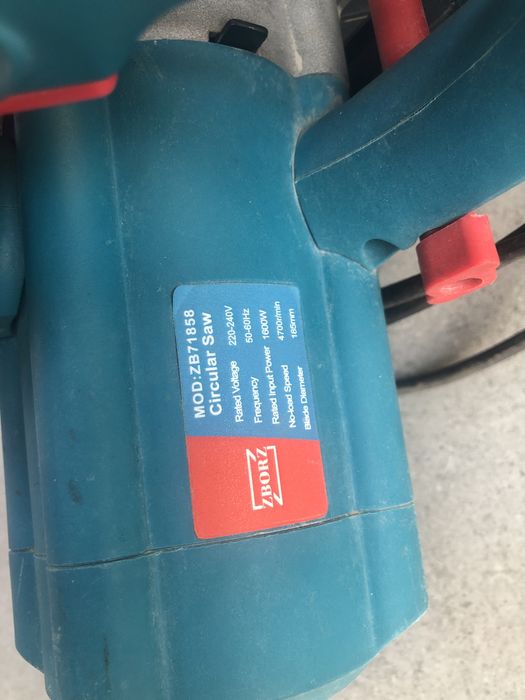 MOD:ZB71858
Circular Saw
Rated Voltage 220-240V
Frequency 50-60Hz
Rated Input Power 1600W
No-load Speed 4700r/min
Blade Diameter 185mm
ZBORZ